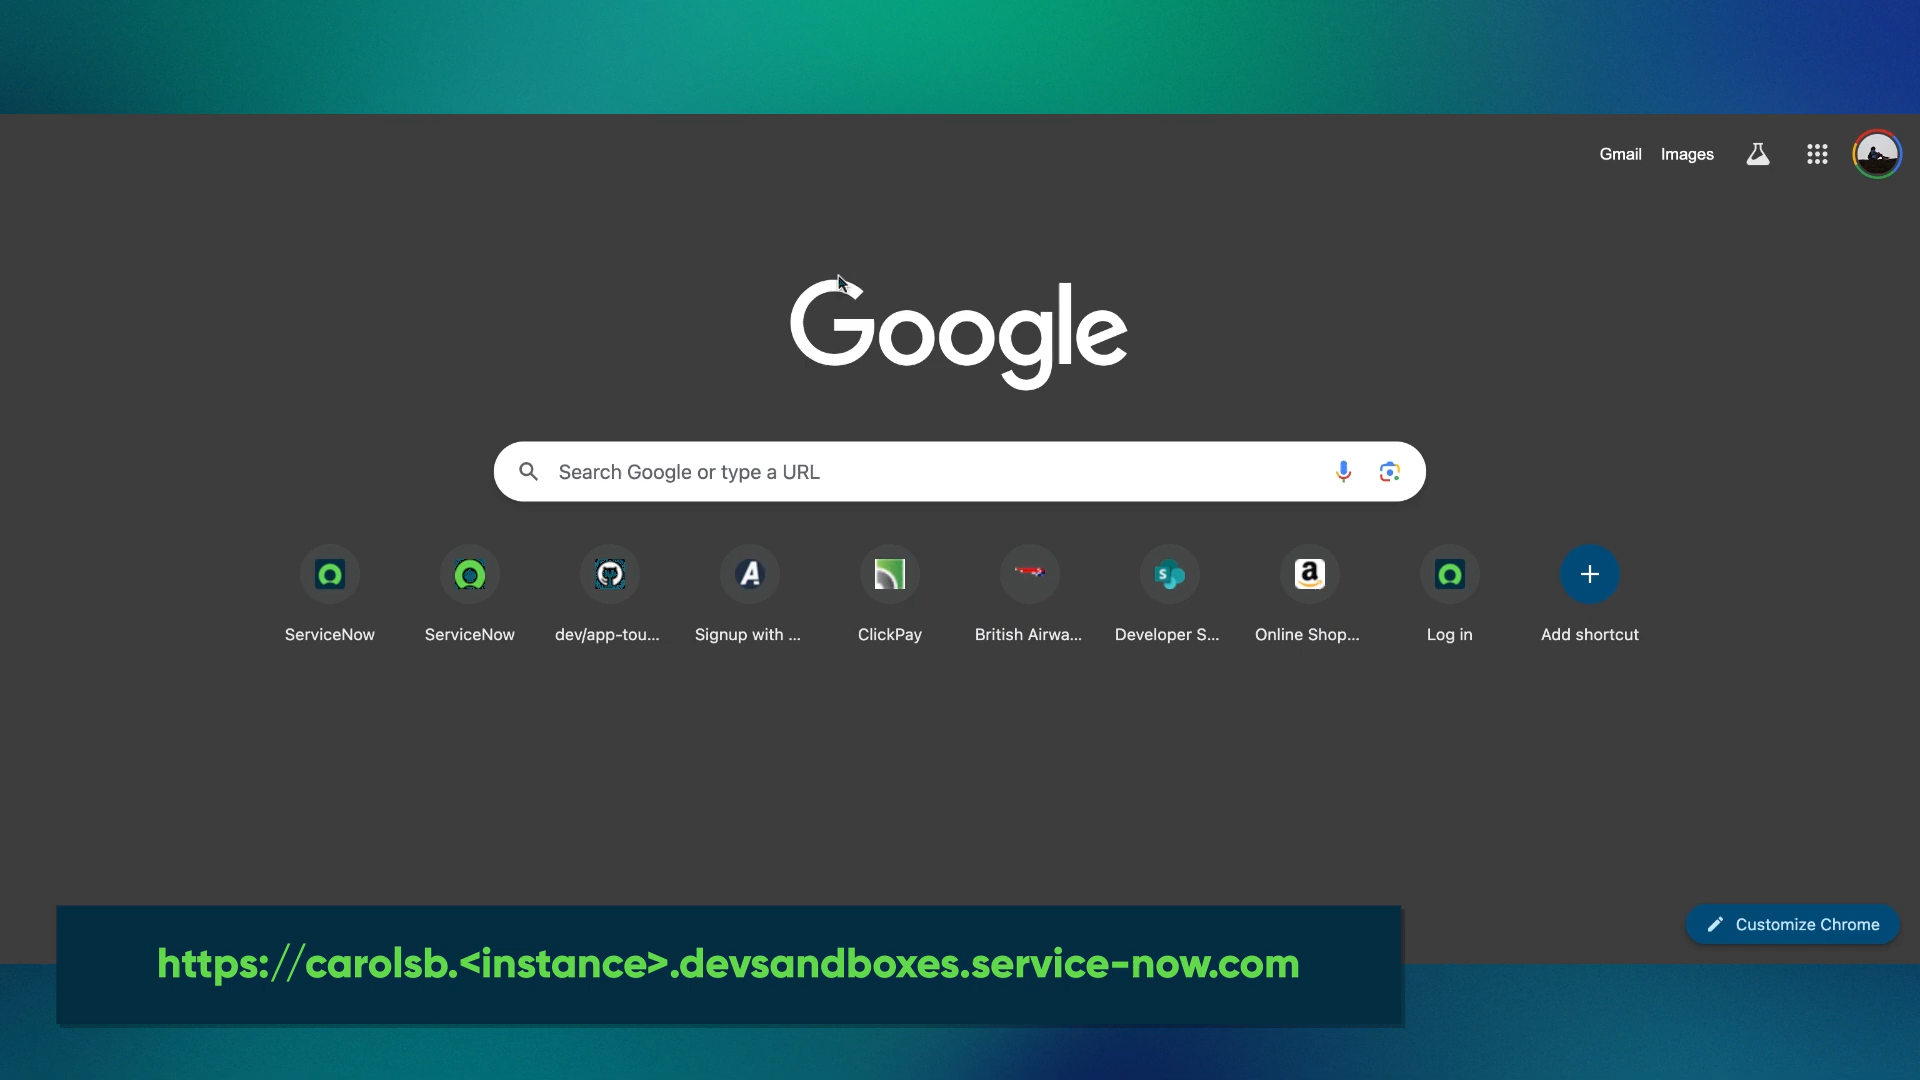 Gmail Images
Google
Search Google or type a URL
ServiceNow ServiceNow dev/app-tou... Signup with ... ClickPay British Airwa... Developer S... Online Shop... Log in Add shortcut
Customize Chrome
https://carolsb.<instance>.devsandboxes.service-now.com